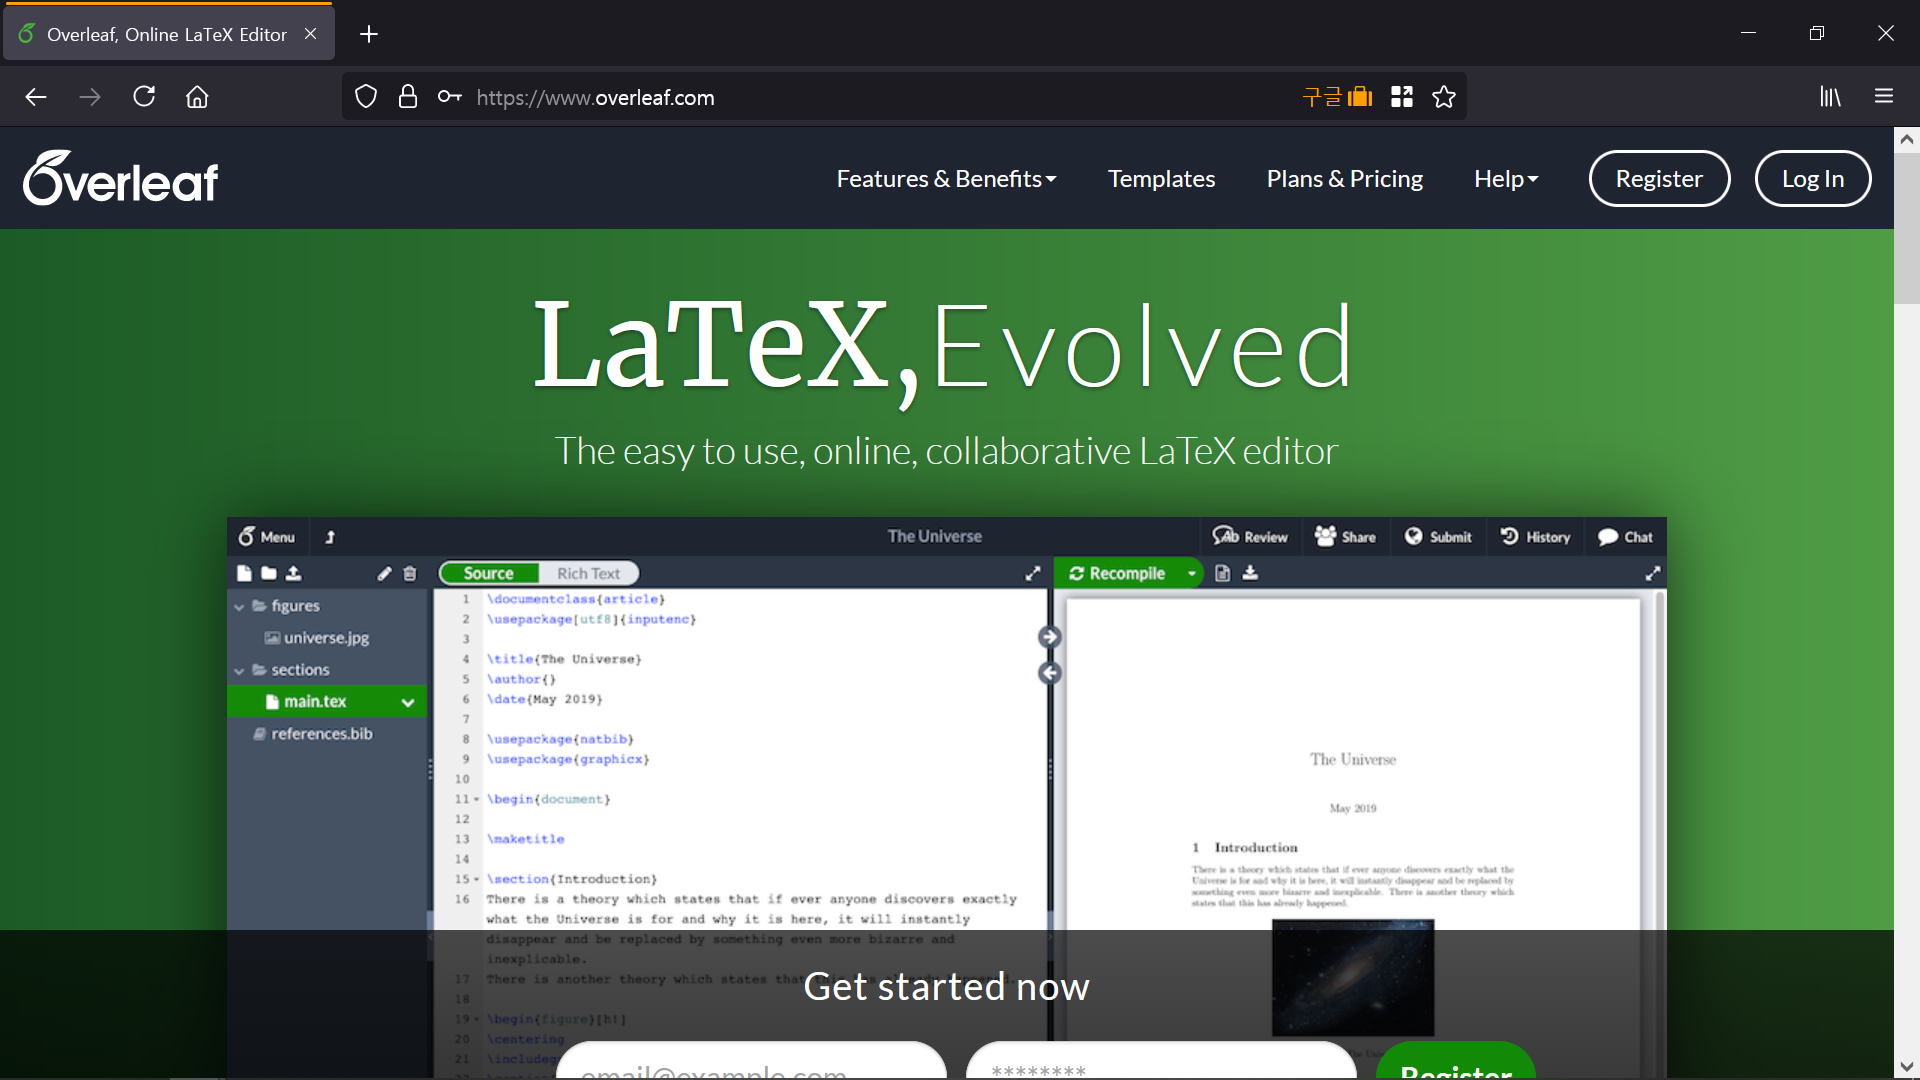 Overleaf, Online LaTeX Editor
https://www.overleaf.com
구글
Overleaf
Features & Benefits
Templates
Plans & Pricing
Help
Register
Log In
LaTeX, Evolved
The easy to use, online, collaborative LaTeX editor
Menu
The Universe
Review
Share
Submit
History
Chat
Source
Rich Text
Recompile
figures
universe.jpg
sections
main.tex
references.bib
1 \documentclass{article}
2 \usepackage[utf8]{inputenc}
3
4 \title{The Universe}
5 \author{}
6 \date{May 2019}
7
8 \usepackage{natbib}
9 \usepackage{graphicx}
10
11 \begin{document}
12
13 \maketitle
14
15 \section{Introduction}
16 There is a theory which states that if ever anyone discovers exactly
what the Universe is for and why it is here, it will instantly
disappear and be replaced by something even more bizarre and
inexplicable.
17 There is another theory which states that this has already happened.
18
19 \begin{figure}[h!]
20 \centering
21
The Universe
May 2019
1 Introduction
There is a theory which states that if ever anyone discovers exactly what the
Universe is for and why it is here, it will instantly disappear and be replaced by
something even more bizarre and inexplicable. There is another theory which
states that this has already happened.
Get started now
email@example.com
********
Register